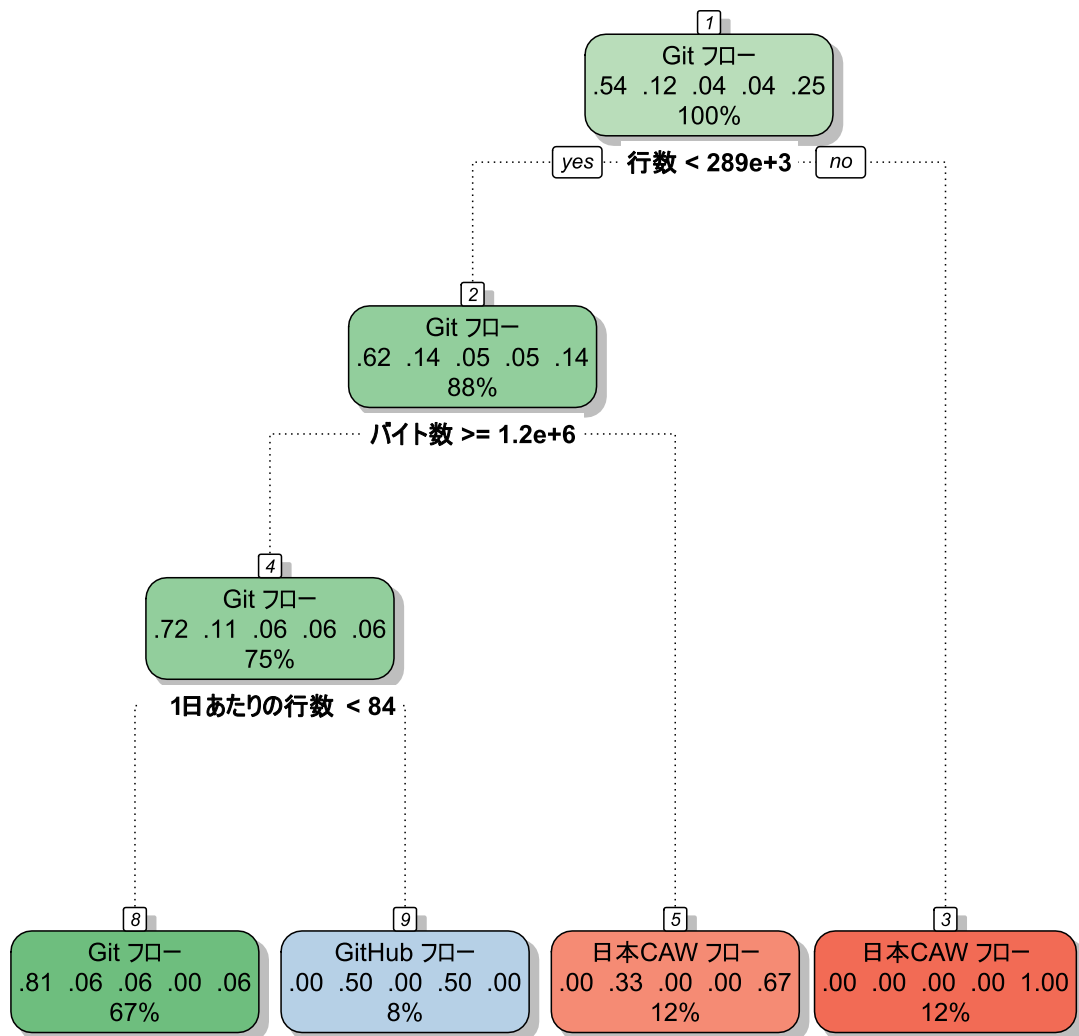 1
Git フロー
.54 .12 .04 .04 .25
100%
yes 行数 < 289e+3 no
2
Git フロー
.62 .14 .05 .05 .14
88%
バイト数 >= 1.2e+6
4
Git フロー
.72 .11 .06 .06 .06
75%
1日あたりの行数 < 84
8
Git フロー
.81 .06 .06 .00 .06
67%
9
GitHub フロー
.00 .50 .00 .50 .00
8%
5
日本CAW フロー
.00 .33 .00 .00 .67
12%
3
日本CAW フロー
.00 .00 .00 .00 1.00
12%